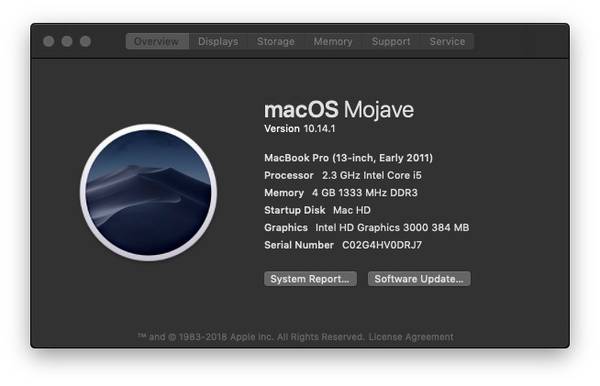 Overview Displays Storage Memory Support Service
macOS Mojave
Version 10.14.1
MacBook Pro (13-inch, Early 2011)
Processor 2.3 GHz Intel Core i5
Memory 4 GB 1333 MHz DDR3
Startup Disk Mac HD
Graphics Intel HD Graphics 3000 384 MB
Serial Number C02G4HV0DRJ7
System Report... Software Update...
™ and © 1983-2018 Apple Inc. All Rights Reserved. License Agreement